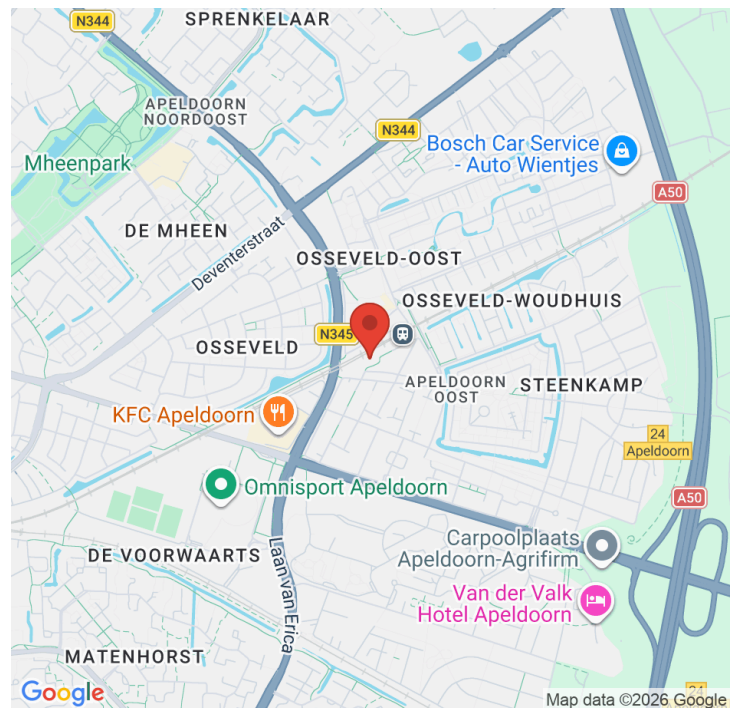 SPRENKELAAR
N344
APELDOORN
NOORDOOST
N344
Bosch Car Service
- Auto Wientjes
Mheenpark
A50
DE MHEEN
Deventerstraat
OSSEVELD-OOST
OSSEVELD-WOUDHUIS
N345
OSSEVELD
APELDOORN
OOST
STEENKAMP
KFC Apeldoorn
24
Apeldoorn
Omnisport Apeldoorn
A50
Carpoolplaats
Apeldoorn-Agrifirm
DE VOORWAARTS
Laan van Erica
Van der Valk
Hotel Apeldoorn
MATENHORST
24
Google
Map data ©2026 Google